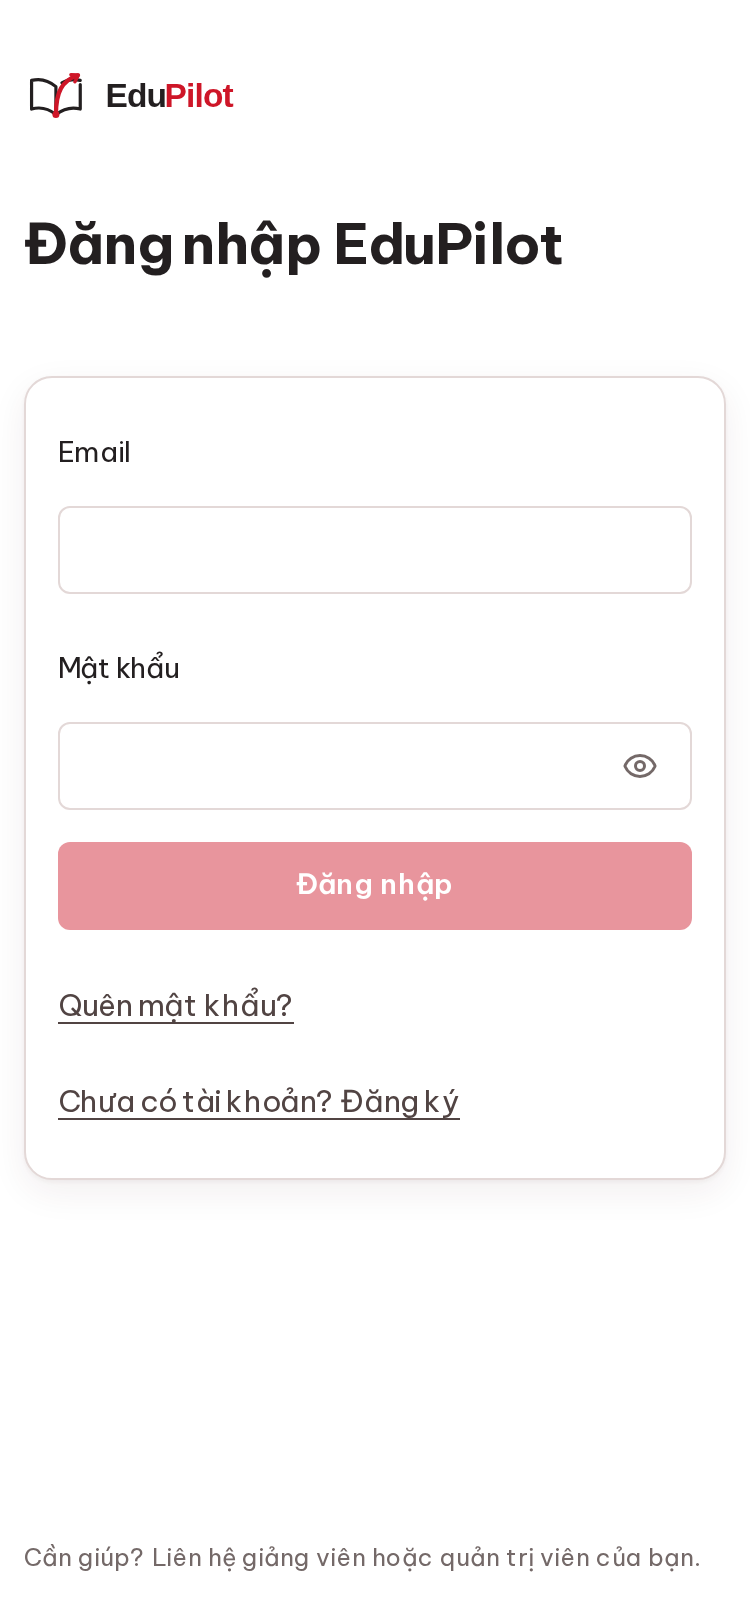 EduPilot
Đăng nhập EduPilot
Email
Mật khẩu
Đăng nhập
Quên mật khẩu?
Chưa có tài khoản? Đăng ký
Cần giúp? Liên hệ giảng viên hoặc quản trị viên của bạn.